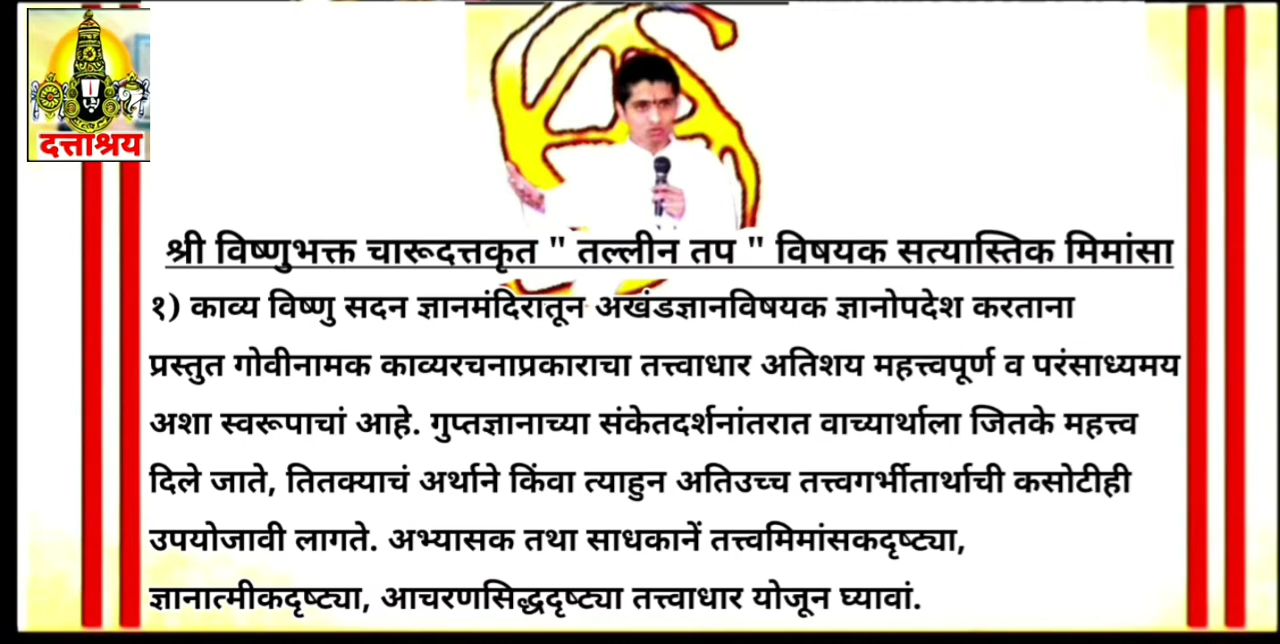 दत्ताश्रय
श्री विष्णुभक्त चारूदत्तकृत " तल्लीन तप " विषयक सत्यास्तिक मिमांसा
१) काव्य विष्णु सदन ज्ञानमंदिरातून अखंडज्ञानविषयक ज्ञानोपदेश करताना
प्रस्तुत गोवीनामक काव्यरचनाप्रकाराचा तत्त्वाधार अतिशय महत्त्वपूर्ण व परंसाध्यमय
अशा स्वरूपाचां आहे. गुप्तज्ञानाच्या संकेतदर्शनांतरात वाच्यार्थाला जितके महत्त्व
दिले जाते, तितक्याचं अर्थाने किंवा त्याहुन अतिउच्च तत्त्वगर्भीतार्थाची कसोटीही
उपयोजावी लागते. अभ्यासक तथा साधकानें तत्त्वमिमांसकदृष्ट्या,
ज्ञानात्मीकदृष्ट्या, आचरणसिद्धदृष्ट्या तत्त्वाधार योजून घ्यावां.